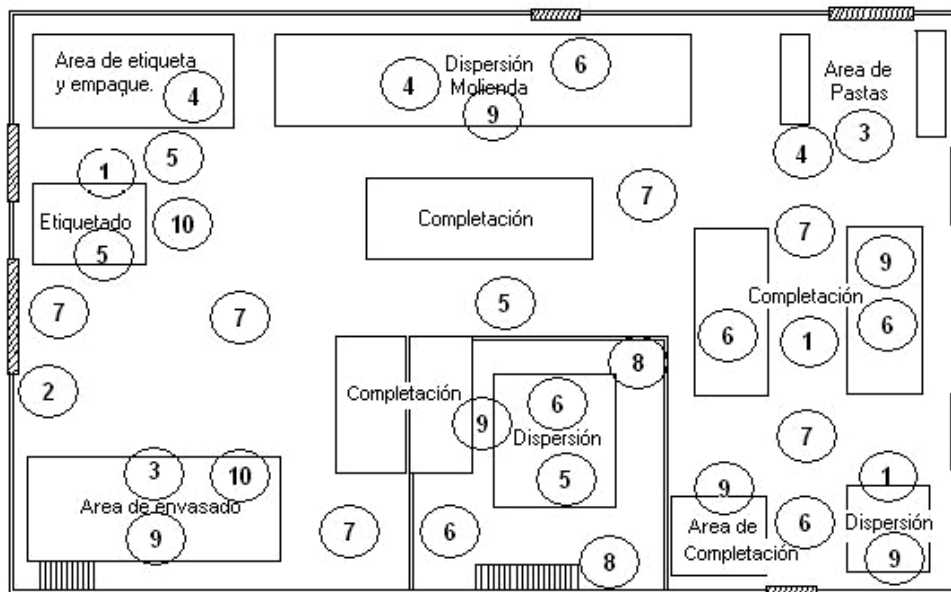 Area de etiqueta
y empaque.
4
Dispersión
Molienda
4
6
9
Area de
Pastas
3
4
1
5
Etiquetado
5
10
Completación
7
7
Completación
9
6
6
1
7
7
5
2
Completación
8
9
6
Dispersión
5
7
3
10
Area de envasado
9
7
6
8
9
Area de
Completación
6
1
Dispersión
9